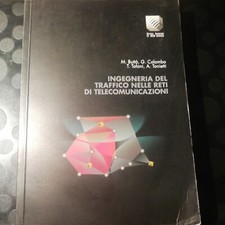 M. Buttò, G. Colombo
T. Tofoni, A. Tonietti
INGEGNERIA DEL
TRAFFICO NELLE RETI
DI TELECOMUNICAZIONI